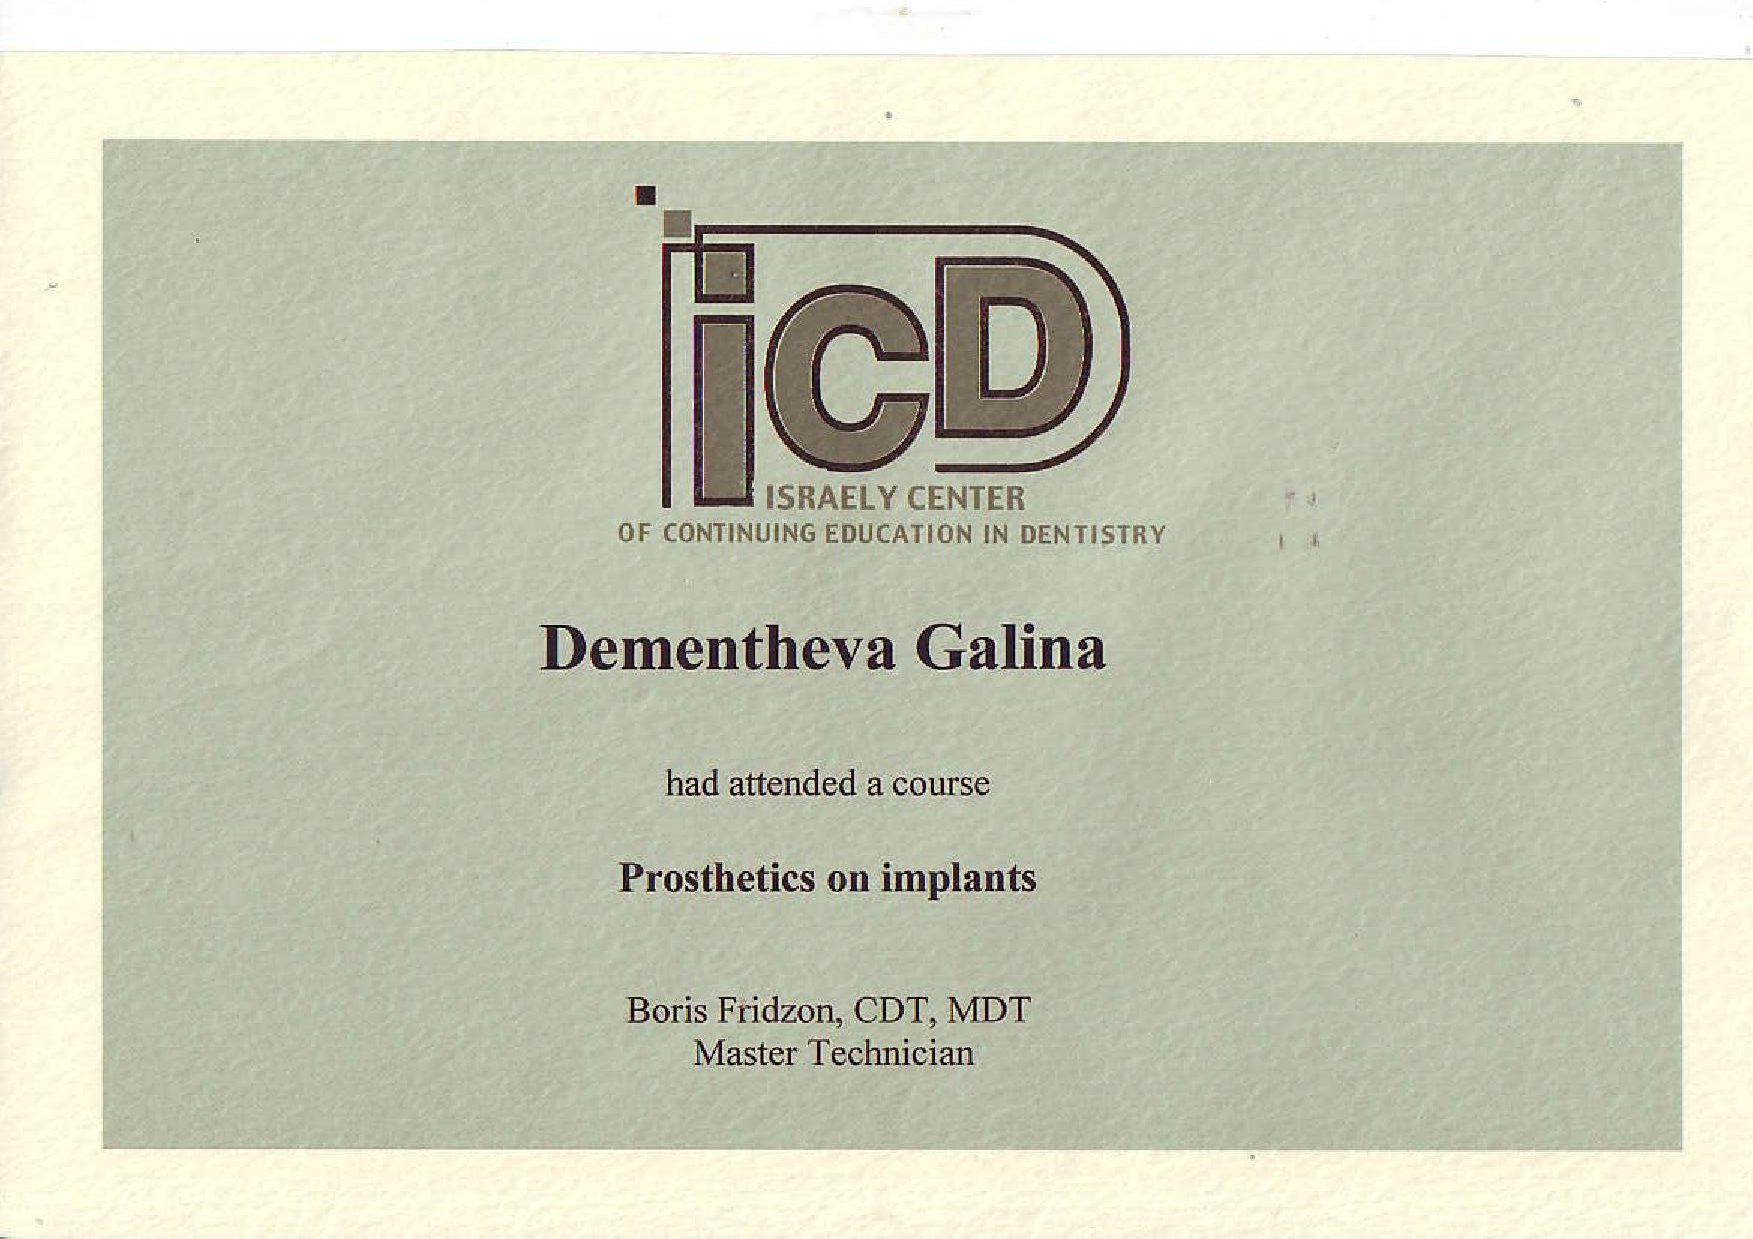 icD
ISRAELY CENTER
OF CONTINUING EDUCATION IN DENTISTRY
Dementheva Galina
had attended a course
Prosthetics on implants
Boris Fridzon, CDT, MDT
Master Technician